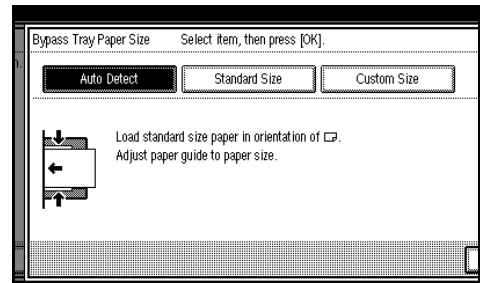 Bypass Tray Paper Size Select item, then press [OK].
n.
Auto Detect Standard Size Custom Size
Load standard size paper in orientation of .
Adjust paper guide to paper size.